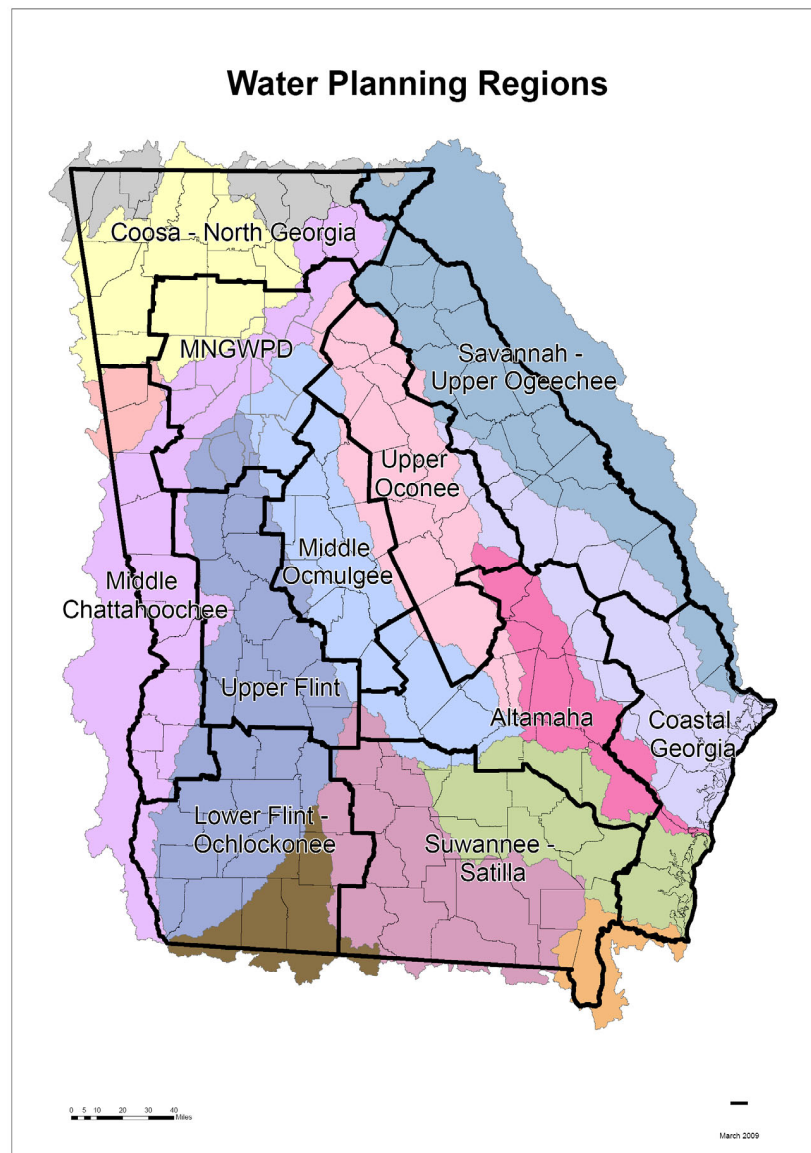 Water Planning Regions
Coosa - North Georgia
MNGWPD
Savannah -
Upper Ogeechee
Upper
Oconee
Middle
Ocmulgee
Middle
Chattahoochee
Upper Flint
Altamaha
Coastal
Georgia
Lower Flint -
Ochlockonee
Suwannee -
Satilla
0 5 10 20 30 40
Miles
March 2009